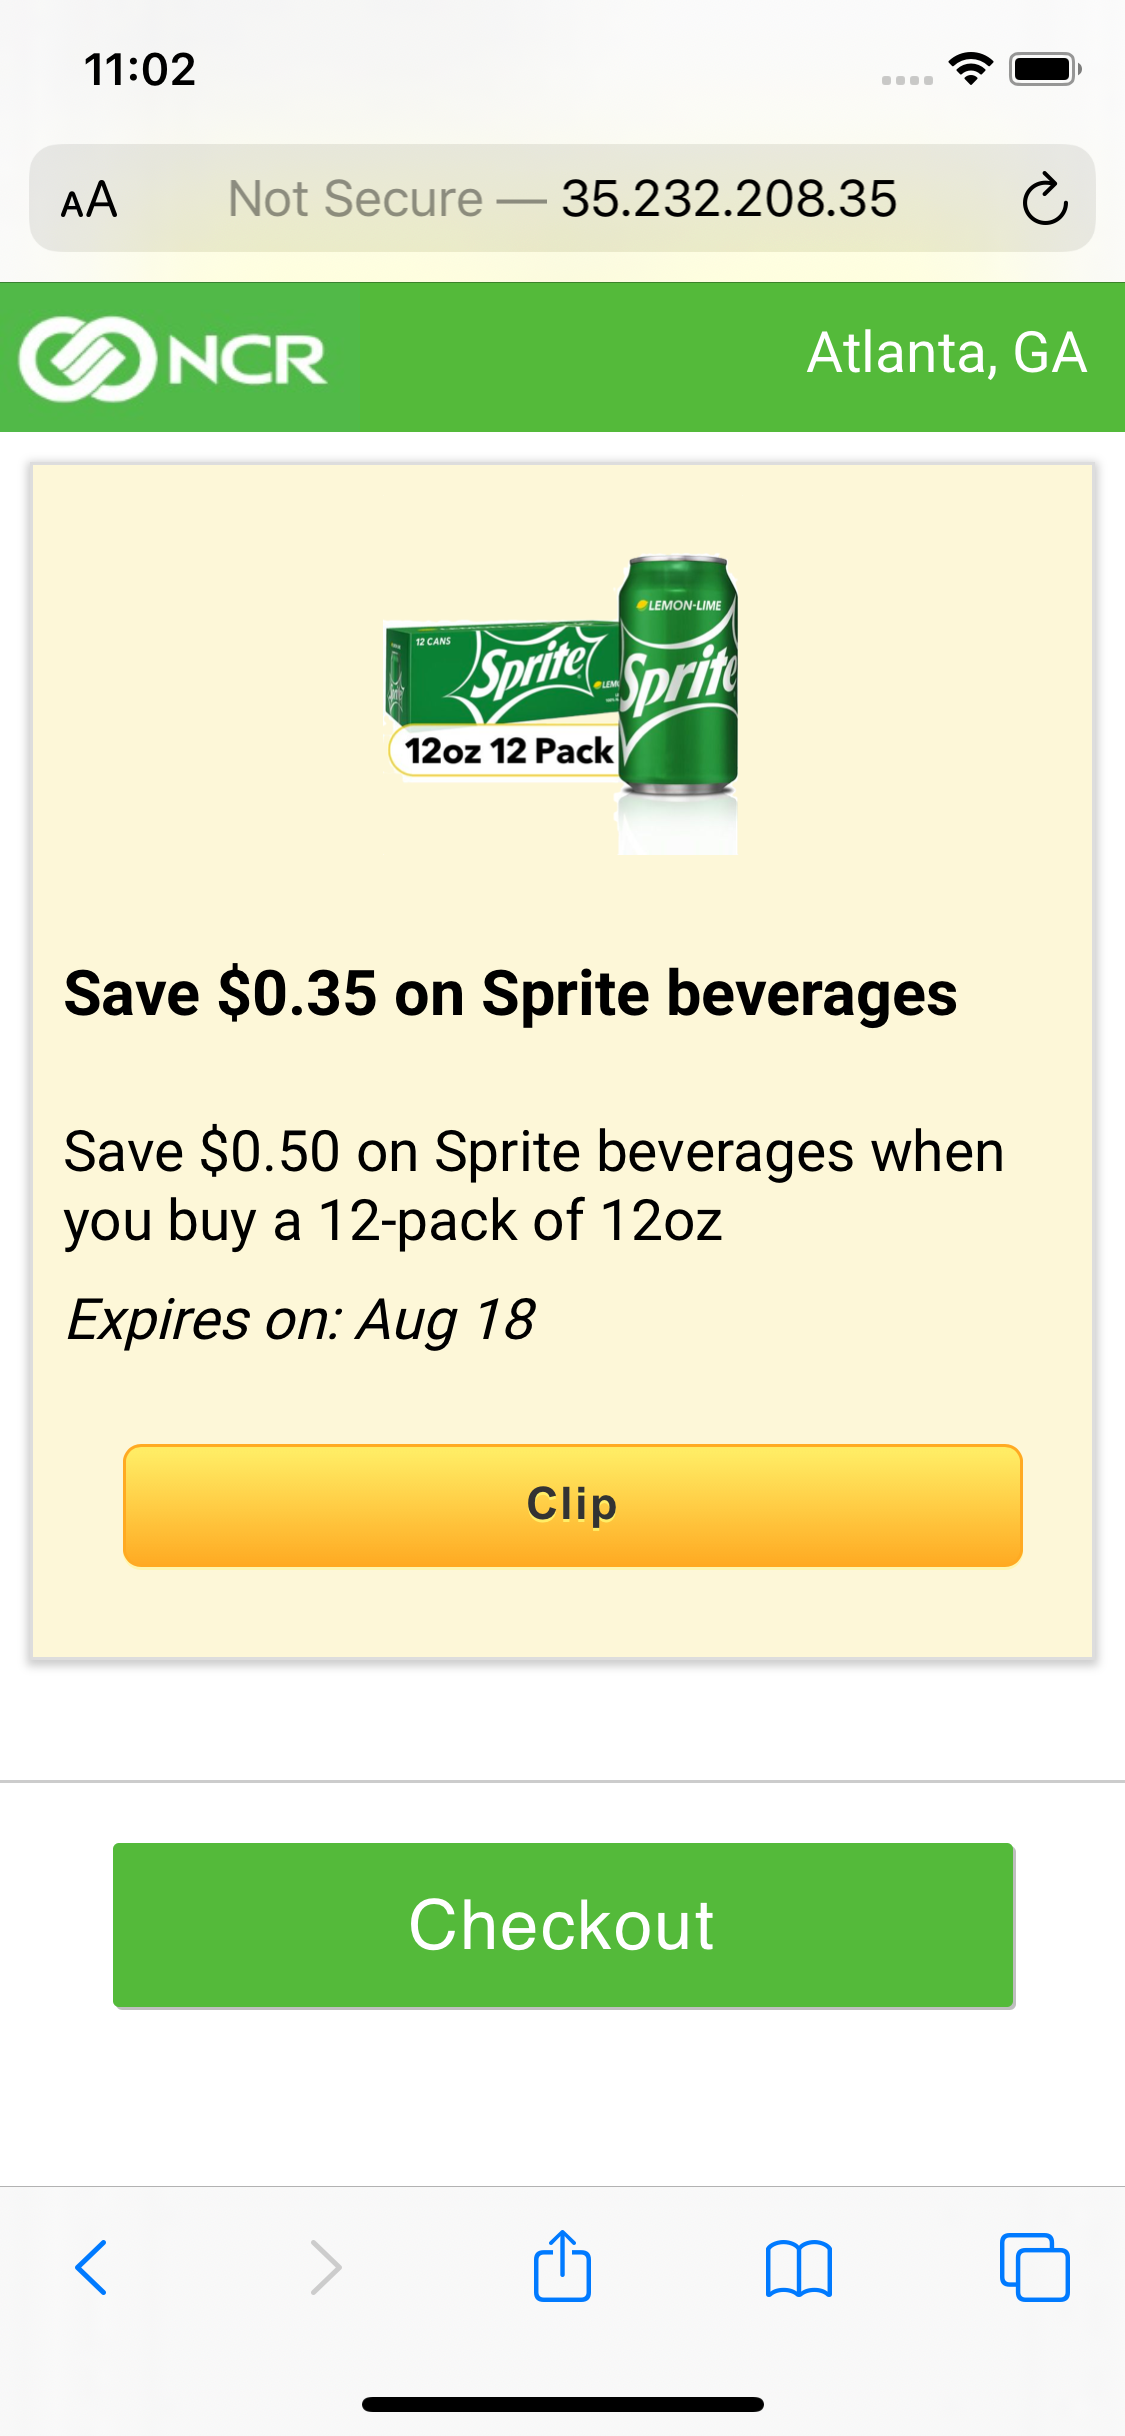 11:02
AA Not Secure — 35.232.208.35
NCR
Atlanta, GA
LEMON-LIME
Sprite
12 CANS
Sprite
12oz 12 Pack
Save $0.35 on Sprite beverages
Save $0.50 on Sprite beverages when
you buy a 12-pack of 12oz
Expires on: Aug 18
Clip
Checkout